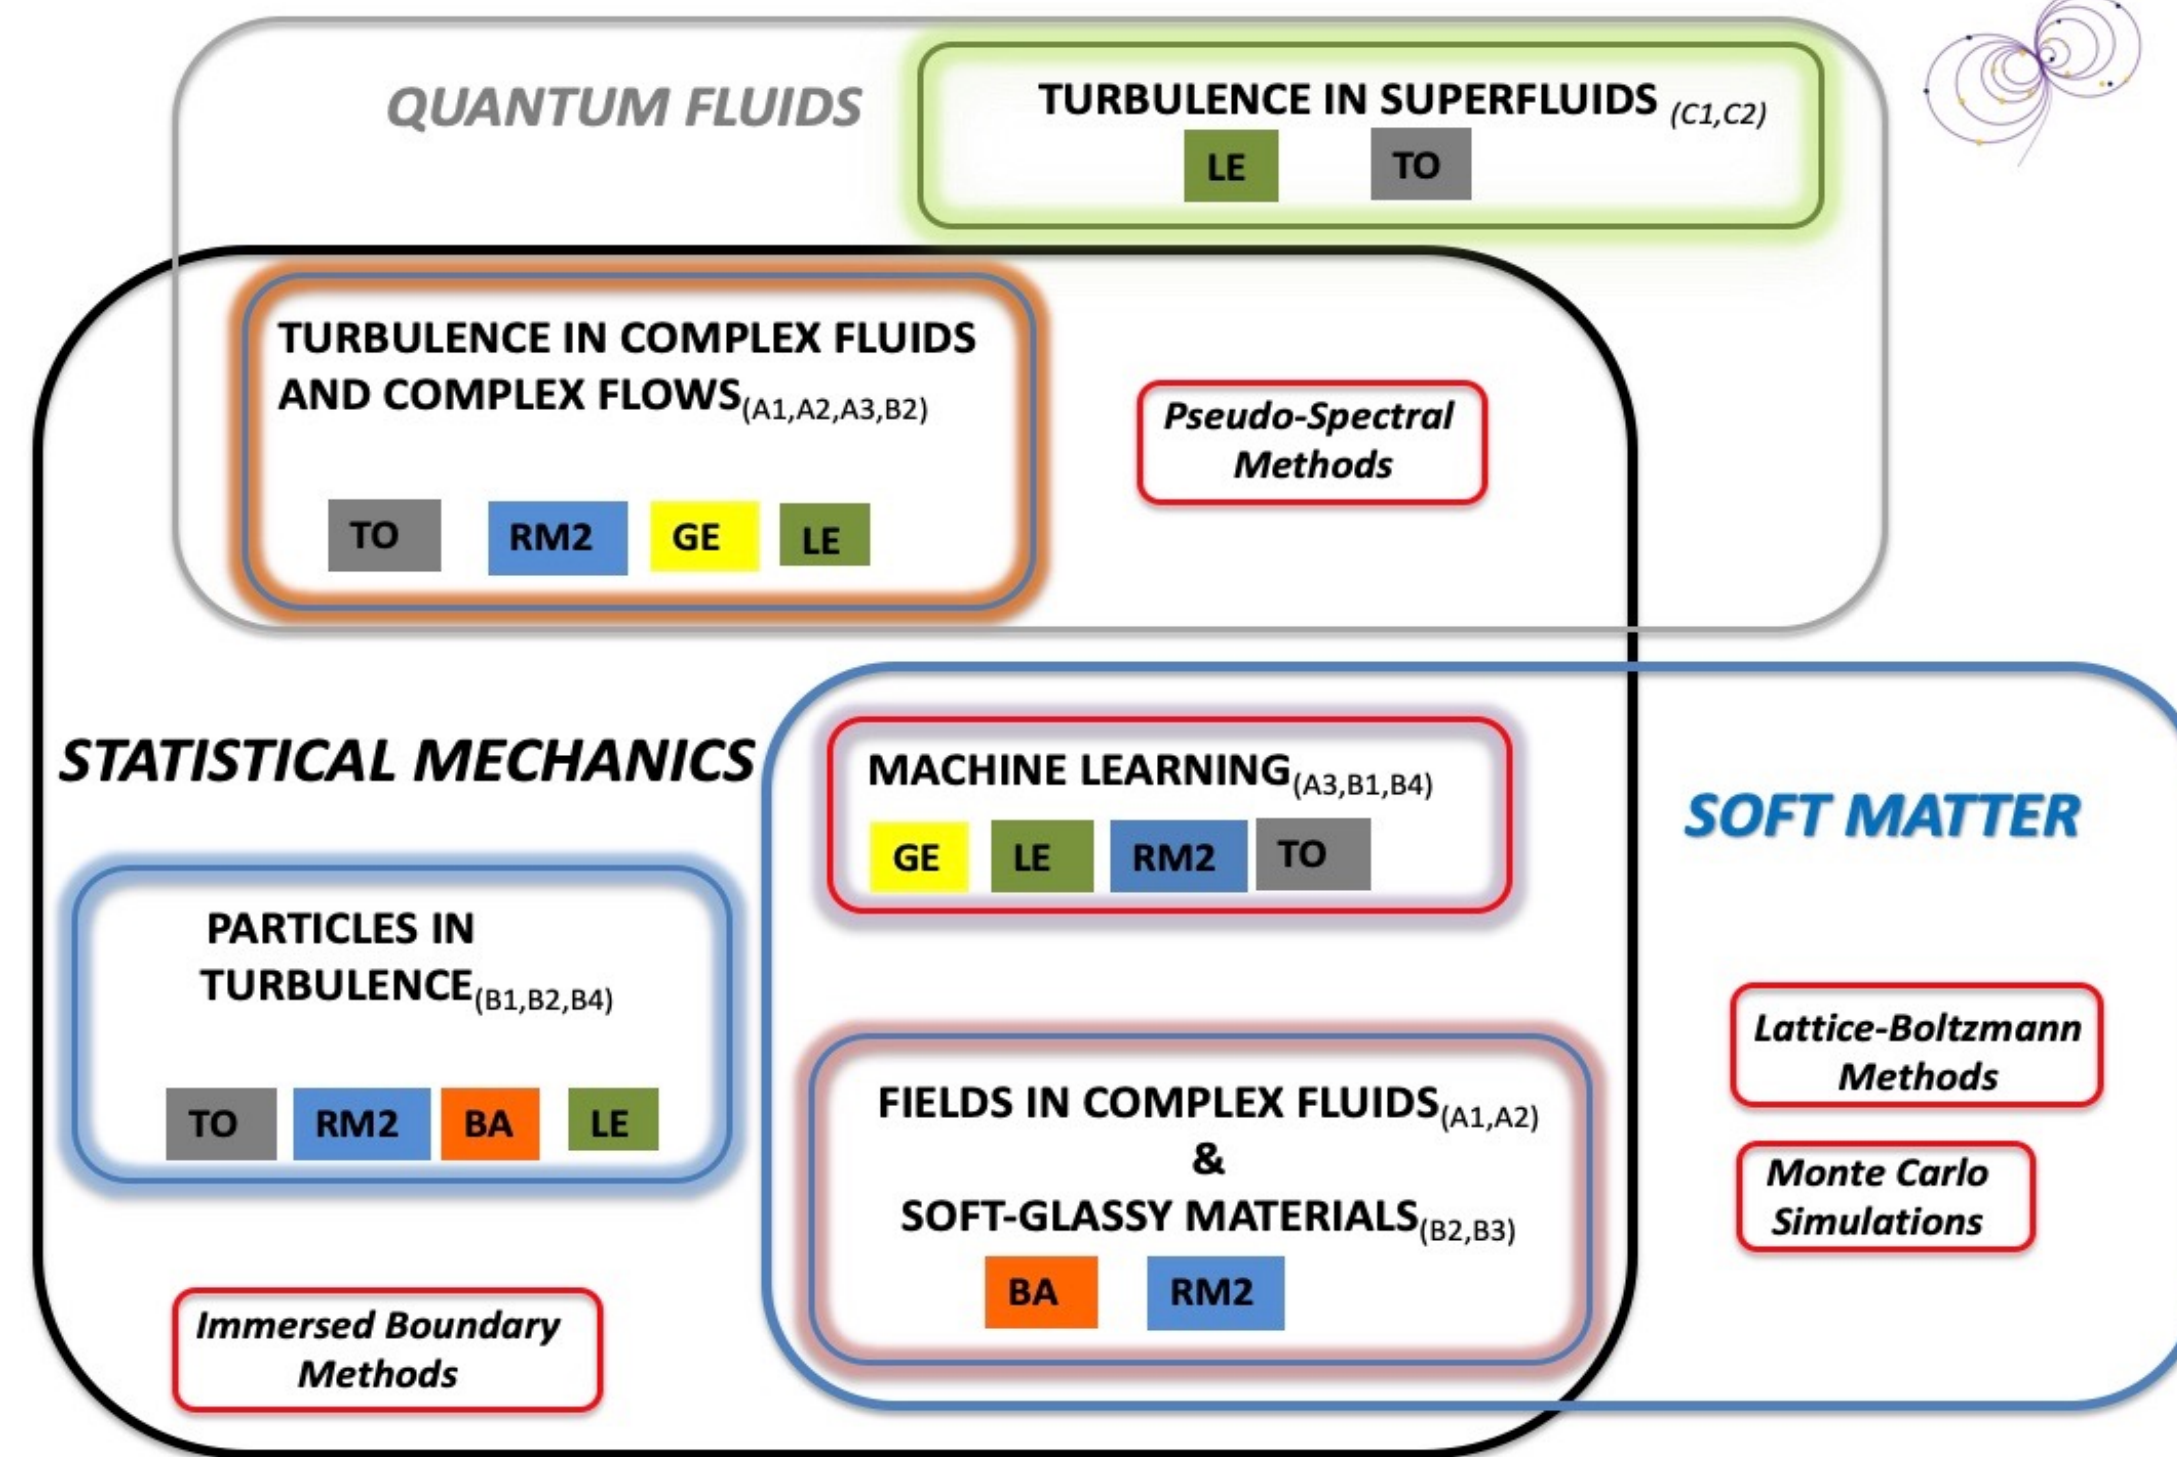 QUANTUM FLUIDS
TURBULENCE IN SUPERFLUIDS (C1,C2)
LE TO
TURBULENCE IN COMPLEX FLUIDS
AND COMPLEX FLOWS(A1,A2,A3,B2)
TO RM2 GE LE
Pseudo-Spectral
Methods
STATISTICAL MECHANICS
MACHINE LEARNING(A3,B1,B4)
GE LE RM2 TO
SOFT MATTER
PARTICLES IN
TURBULENCE(B1,B2,B4)
TO RM2 BA LE
FIELDS IN COMPLEX FLUIDS(A1,A2)
&
SOFT-GLASSY MATERIALS(B2,B3)
BA RM2
Lattice-Boltzmann
Methods
Monte Carlo
Simulations
Immersed Boundary
Methods